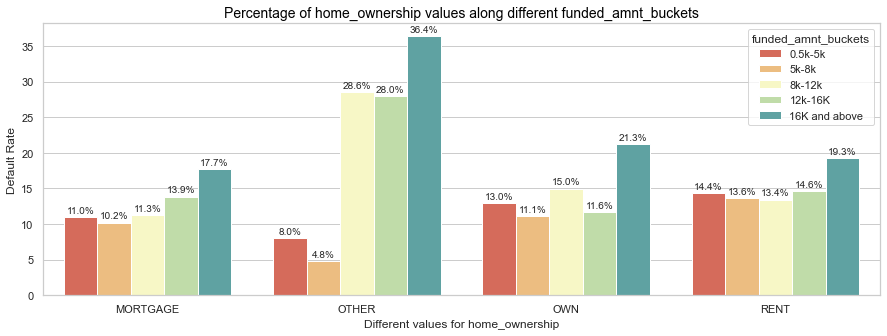 Percentage of home_ownership values along different funded_amnt_buckets
Default Rate
35
30
25
20
15
10
5
0
11.0%
10.2%
11.3%
13.9%
17.7%
8.0%
4.8%
28.6%
28.0%
36.4%
13.0%
11.1%
15.0%
11.6%
21.3%
14.4%
13.6%
13.4%
14.6%
19.3%
funded_amnt_buckets
0.5k-5k
5k-8k
8k-12k
12k-16K
16K and above
MORTGAGE
OTHER
OWN
RENT
Different values for home_ownership